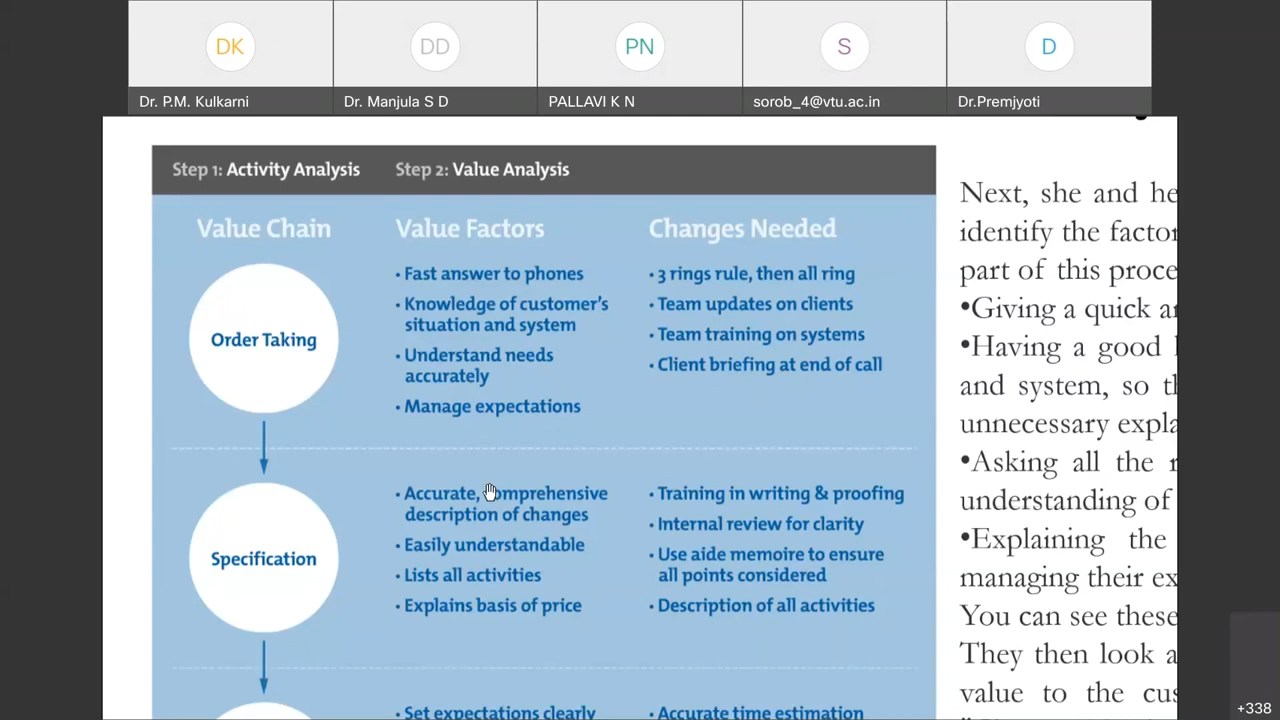 DK
DD
PN
S
D
Dr. P.M. Kulkarni
Dr. Manjula S D
PALLAVI K N
sorob_4@vtu.ac.in
Dr.Premjyoti
Step 1: Activity Analysis
Step 2: Value Analysis
Value Chain
Value Factors
Changes Needed
Order Taking
• Fast answer to phones
• Knowledge of customer's
situation and system
• Understand needs
accurately
• Manage expectations
• 3 rings rule, then all ring
• Team updates on clients
• Team training on systems
• Client briefing at end of call
Specification
• Accurate, comprehensive
description of changes
• Easily understandable
• Lists all activities
• Explains basis of price
• Training in writing & proofing
• Internal review for clarity
• Use aide memoire to ensure
all points considered
• Description of all activities
• Set expectations clearly
• Accurate time estimation
Next, she and he
identify the factor
part of this proce
•Giving a quick a
•Having a good
and system, so t
unnecessary expla
•Asking all the
understanding of
•Explaining the
managing their ex
You can see these
They then look a
value to the cus
+338